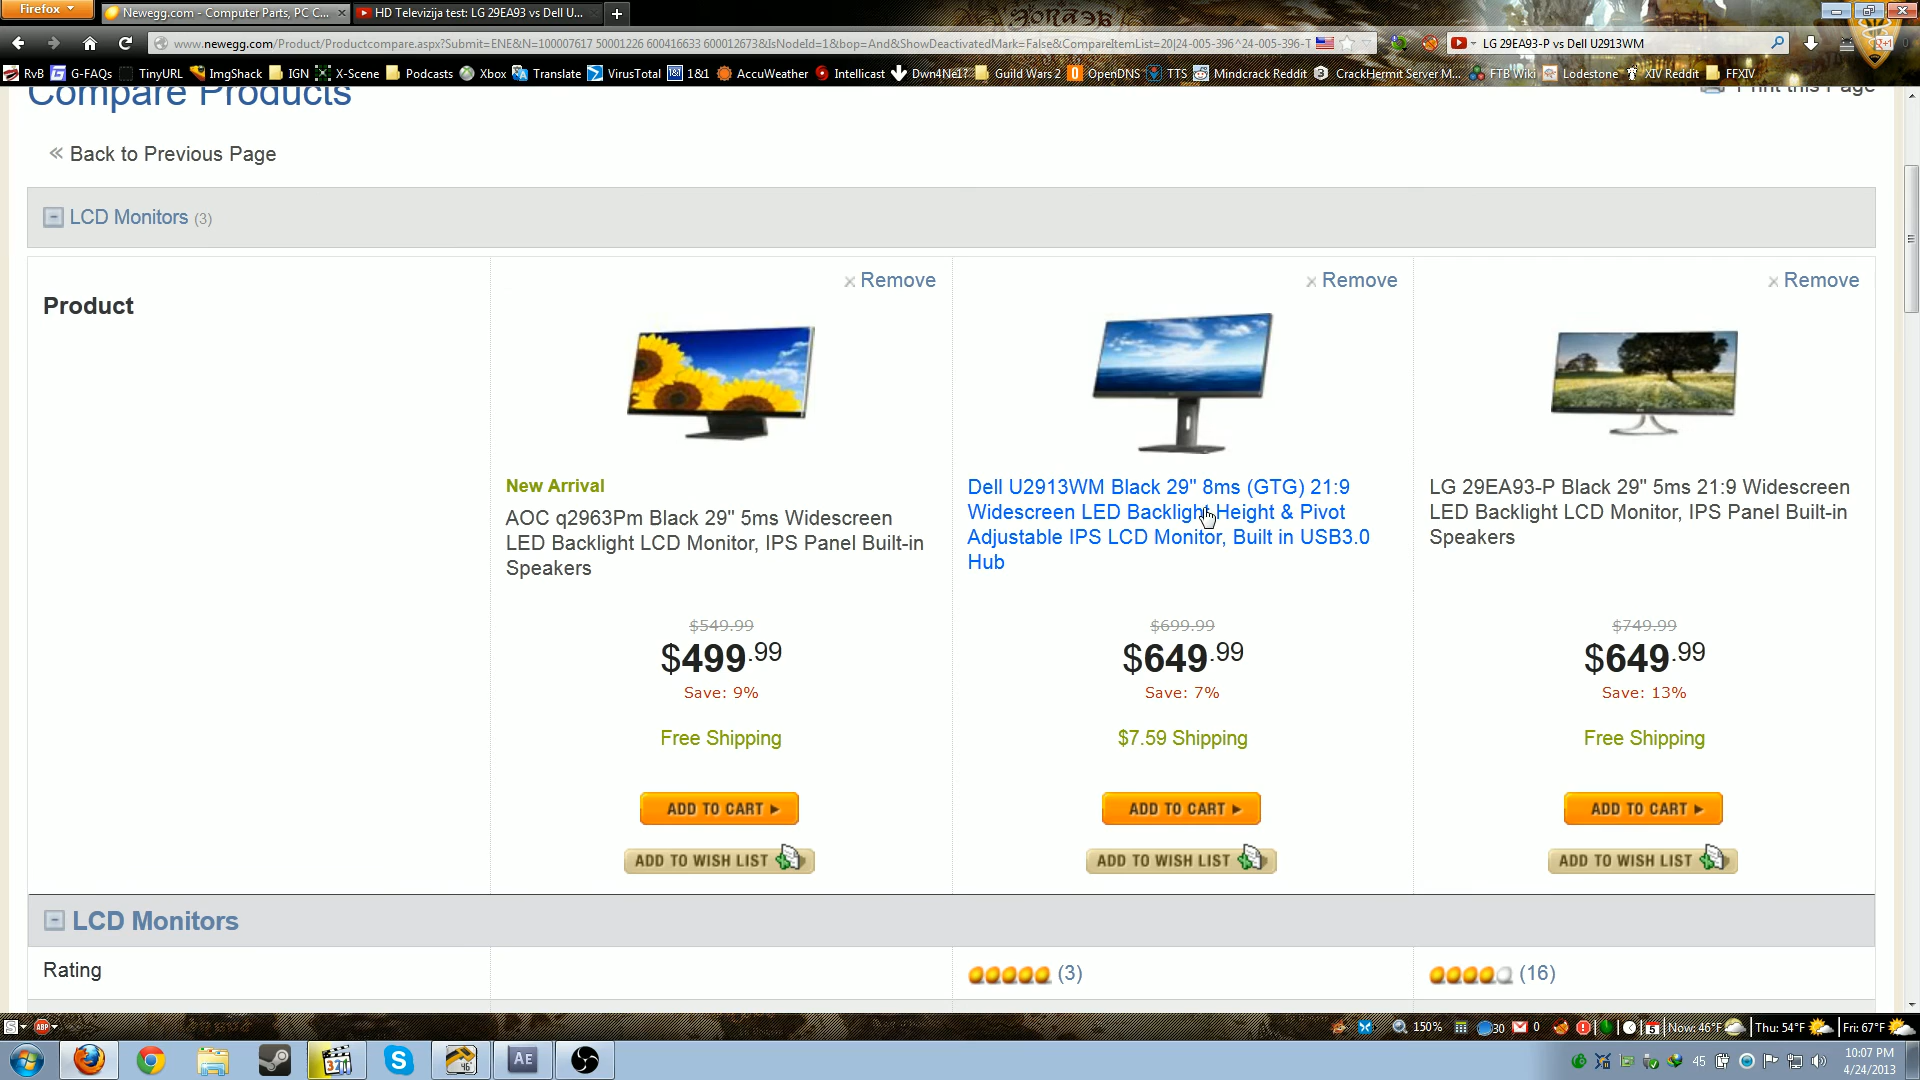 Firefox
Newegg.com - Computer Parts, PC C...
HD Televizija test: LG 29EA93 vs Dell U...
www.newegg.com/Product/Productcompare.aspx?Submit=ENE&N=100007617 50001226 600416633 600012673&IsNodeId=1&bop=And&ShowDeactivatedMark=False&CompareItemList=20|24-005-396^24-005-396-T
LG 29EA93-P vs Dell U2913WM
RvB G-FAQs TinyURL ImgShack IGN X-Scene Podcasts Xbox Translate VirusTotal 1&1 AccuWeather Intellicast Dwn4Ne1? Guild Wars 2 OpenDNS TTS Mindcrack Reddit CrackHermit Server M... FTB Wiki Lodestone XIV Reddit FFXIV
Compare Products
Print this Page
« Back to Previous Page
LCD Monitors (3)
Product
Remove
Remove
Remove
New Arrival
AOC q2963Pm Black 29" 5ms Widescreen
LED Backlight LCD Monitor, IPS Panel Built-in
Speakers
Dell U2913WM Black 29" 8ms (GTG) 21:9
Widescreen LED Backlight Height & Pivot
Adjustable IPS LCD Monitor, Built in USB3.0
Hub
LG 29EA93-P Black 29" 5ms 21:9 Widescreen
LED Backlight LCD Monitor, IPS Panel Built-in
Speakers
$549.99
$499.99
Save: 9%
$699.99
$649.99
Save: 7%
$749.99
$649.99
Save: 13%
Free Shipping
$7.59 Shipping
Free Shipping
ADD TO CART
ADD TO CART
ADD TO CART
ADD TO WISH LIST
ADD TO WISH LIST
ADD TO WISH LIST
LCD Monitors
Rating
(3)
(16)
ABP
150% 30 0 Now: 46°F Thu: 54°F Fri: 67°F
321
AE
45
10:07 PM
4/24/2013